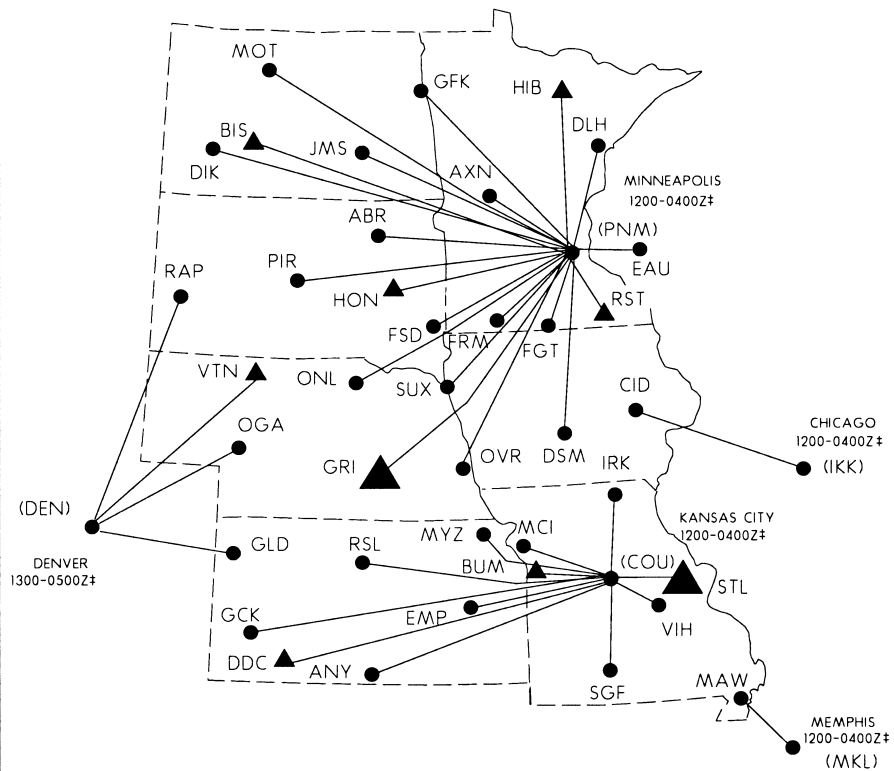 MOT
GFK
HIB
BIS
DLH
JMS
DIK
AXN
MINNEAPOLIS
1200-0400Z‡
ABR
(PNM)
PIR
EAU
RAP
HON
RST
FSD
FRM
FGT
VTN
ONL
SUX
CID
OGA
CHICAGO
1200-0400Z‡
GRI
OVR
DSM
IRK
(IKK)
(DEN)
MYZ
MCI
KANSAS CITY
1200-0400Z‡
GLD
RSL
BUM
(COU)
DENVER
1300-0500Z‡
STL
GCK
EMP
VIH
DDC
ANY
SGF
MAW
MEMPHIS
1200-0400Z‡
(MKL)